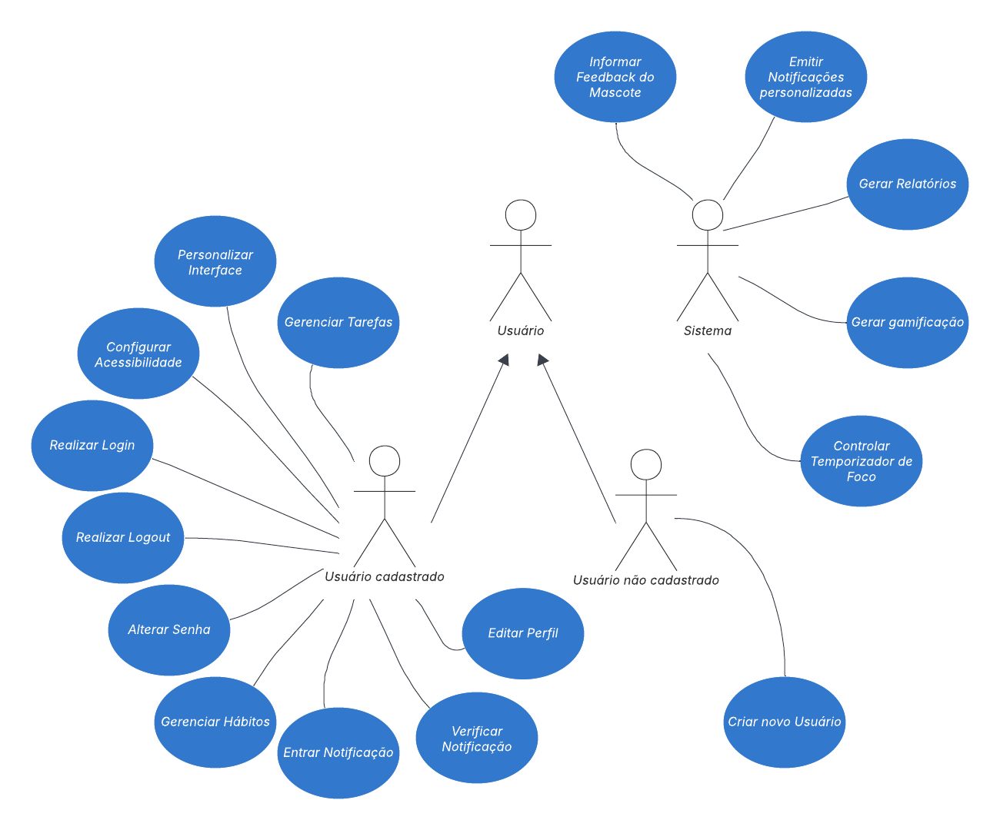 Informar
Feedback do
Mascote
Emitir
Notificações
personalizadas
Gerar Relatórios
Personalizar
Interface
Gerenciar Tarefas
Usuário
Sistema
Gerar gamificação
Configurar
Acessibilidade
Realizar Login
Controlar
Temporizador de
Foco
Realizar Logout
Usuário cadastrado
Usuário não cadastrado
Alterar Senha
Editar Perfil
Gerenciar Hábitos
Entrar Notificação
Verificar
Notificação
Criar novo Usuário